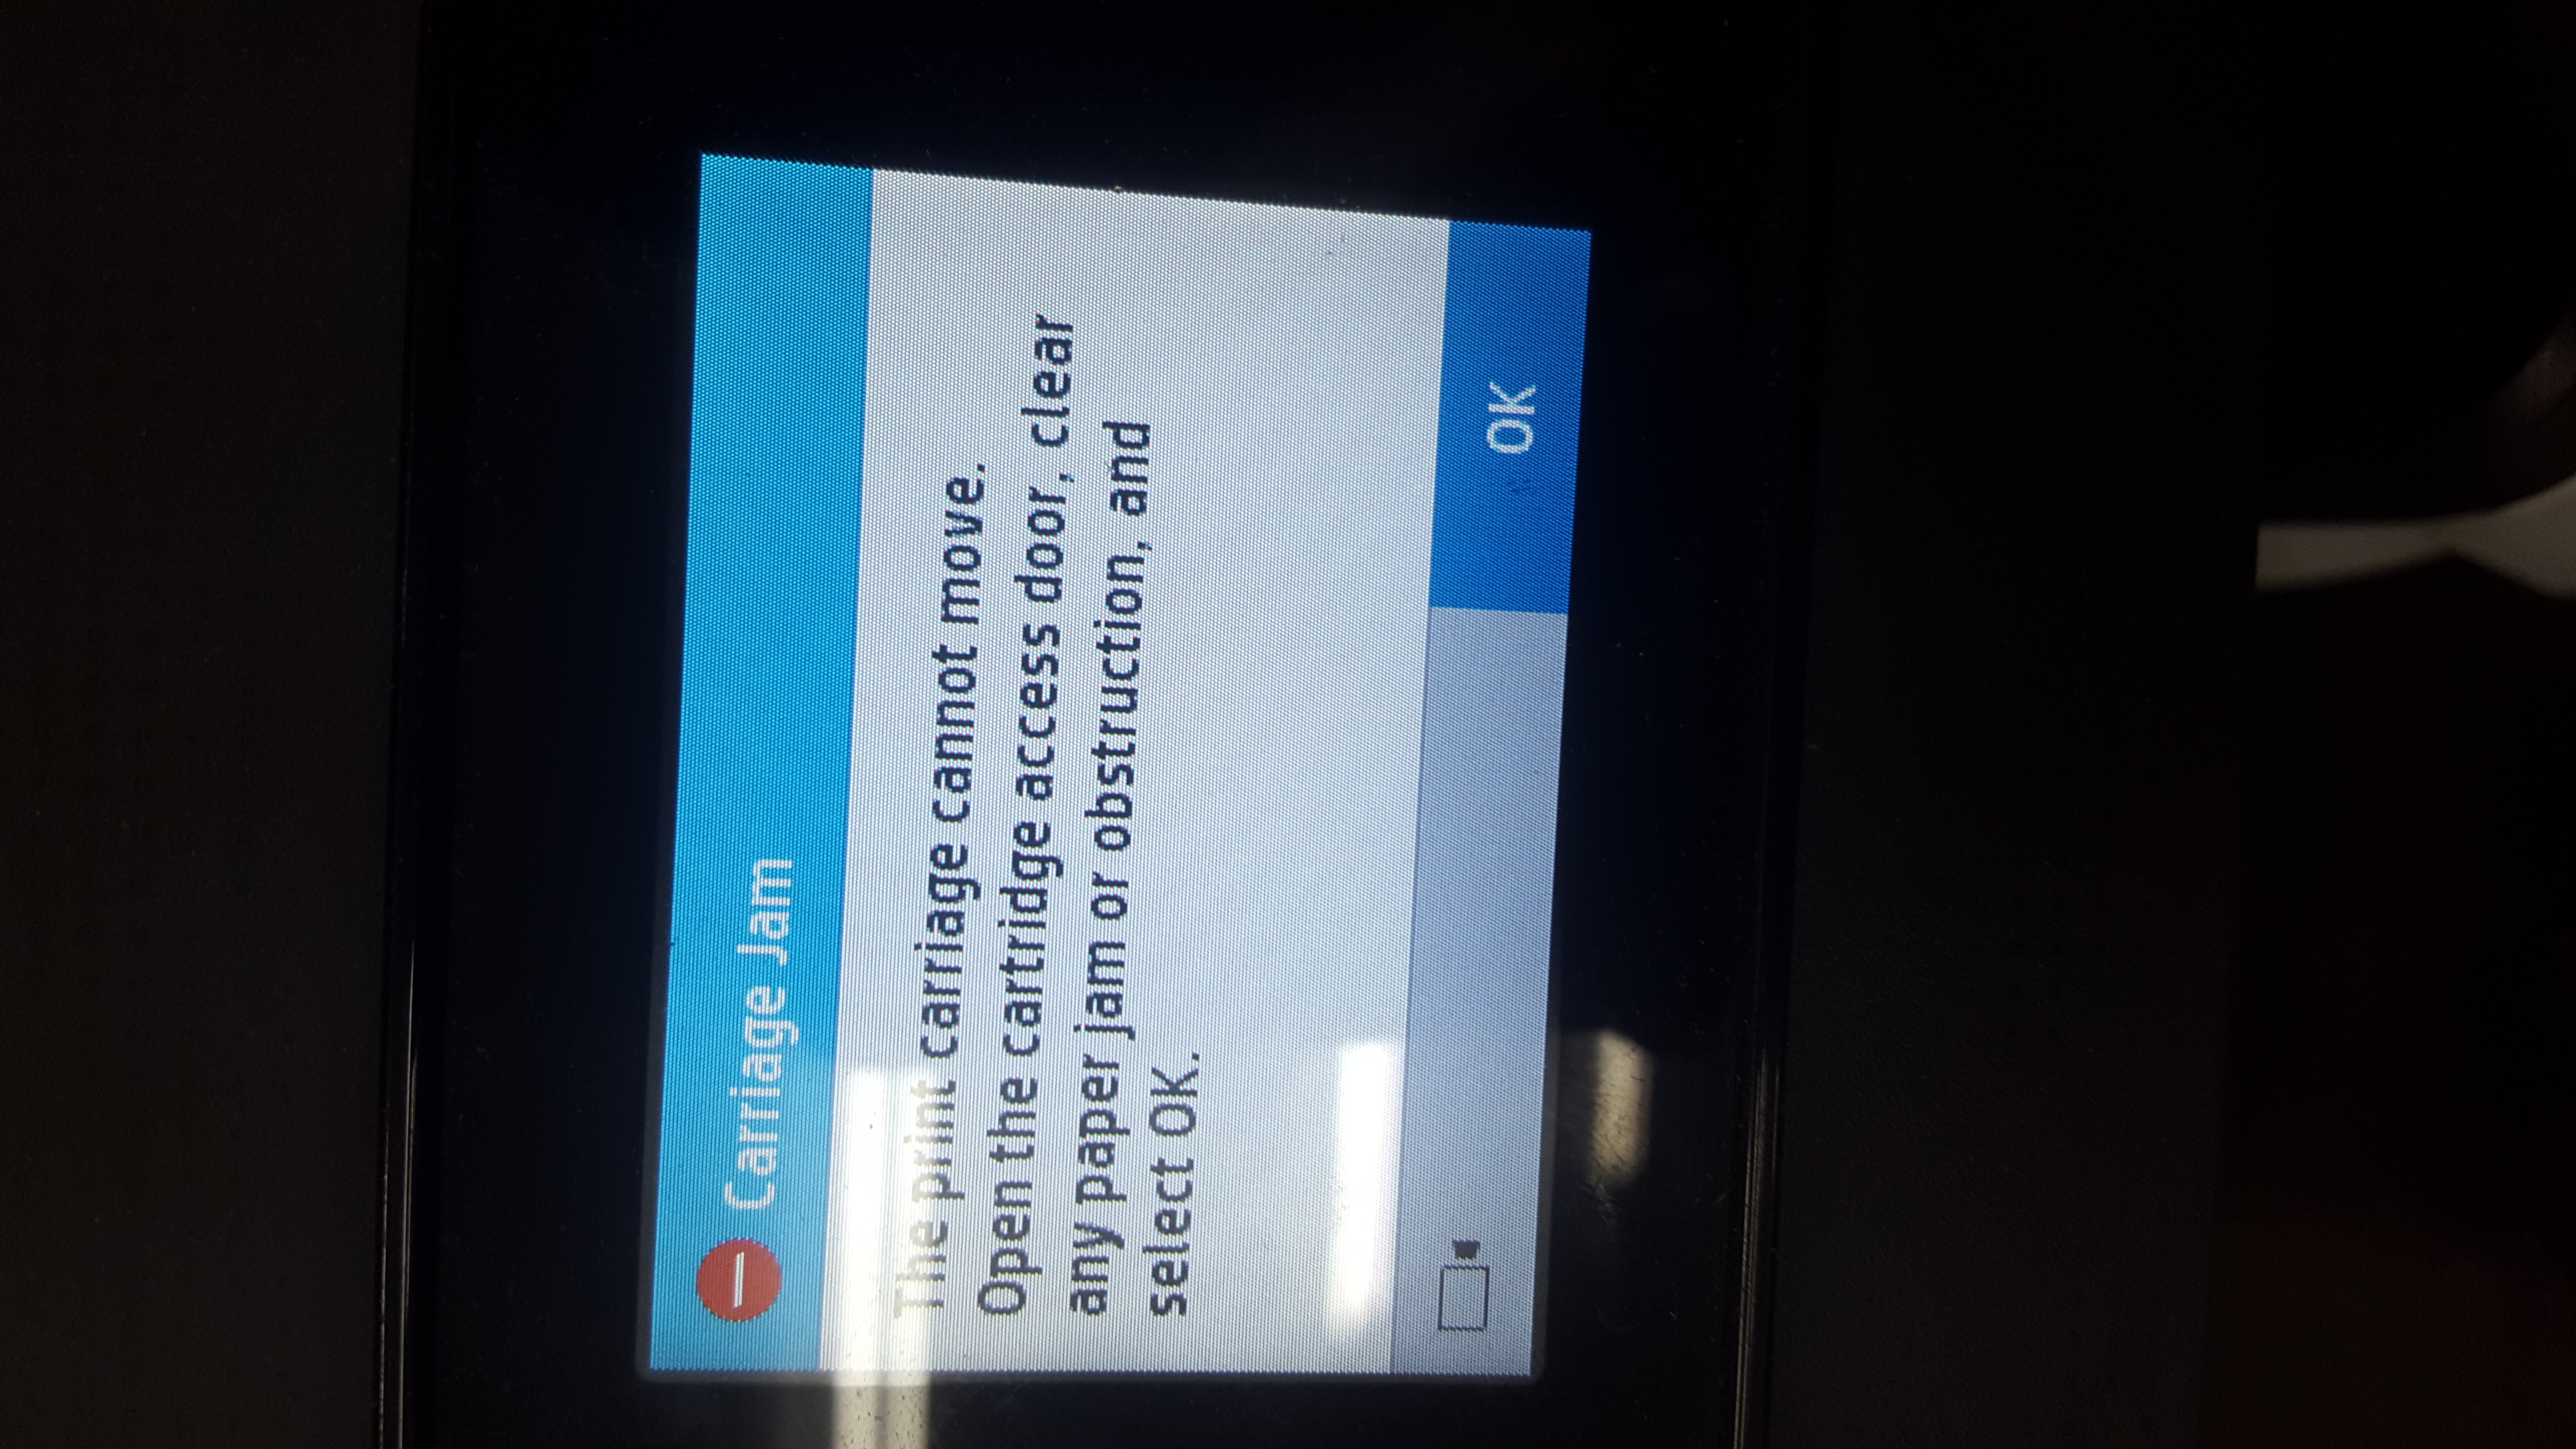 Carriage Jam
The print carriage cannot move.
Open the cartridge access door, clear
any paper jam or obstruction, and
select OK.
OK